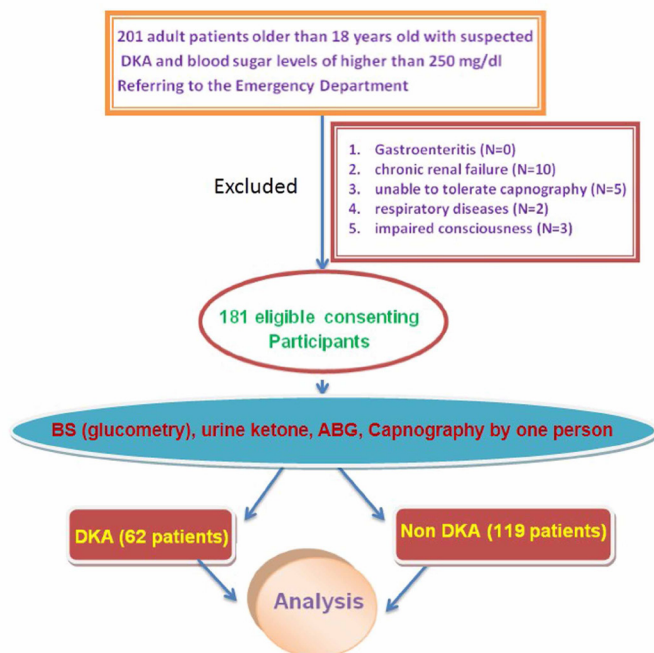 201 adult patients older than 18 years old with suspected
DKA and blood sugar levels of higher than 250 mg/dl
Referring to the Emergency Department
Excluded
1. Gastroenteritis (N=0)
2. chronic renal failure (N=10)
3. unable to tolerate capnography (N=5)
4. respiratory diseases (N=2)
5. impaired consciousness (N=3)
181 eligible consenting
Participants
BS (glucometry), urine ketone, ABG, Capnography by one person
DKA (62 patients)
Non DKA (119 patients)
Analysis